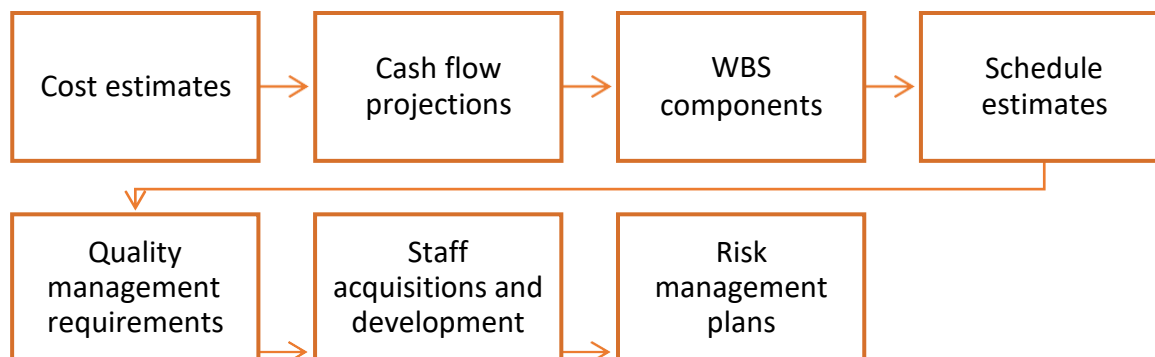 Cost estimates
Cash flow
projections
WBS
components
Schedule
estimates
Quality
management
requirements
Staff
acquisitions and
development
Risk
management
plans